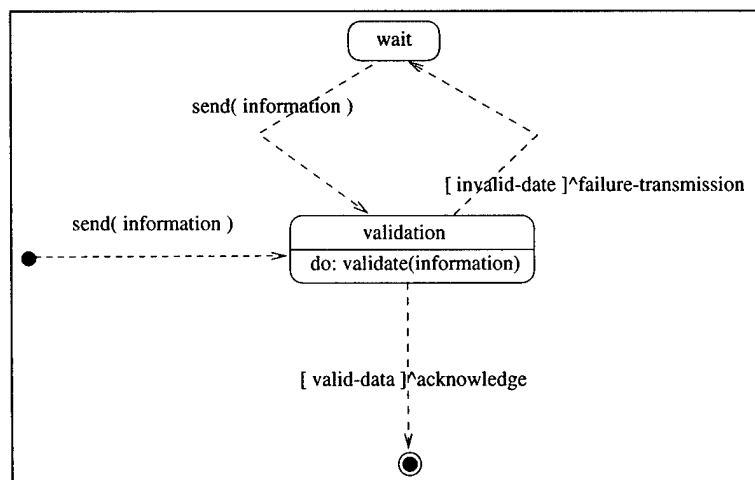 wait
send( information )
[ invalid-date ]^failure-transmission
send( information )
validation
do: validate(information)
[ valid-data ]^acknowledge